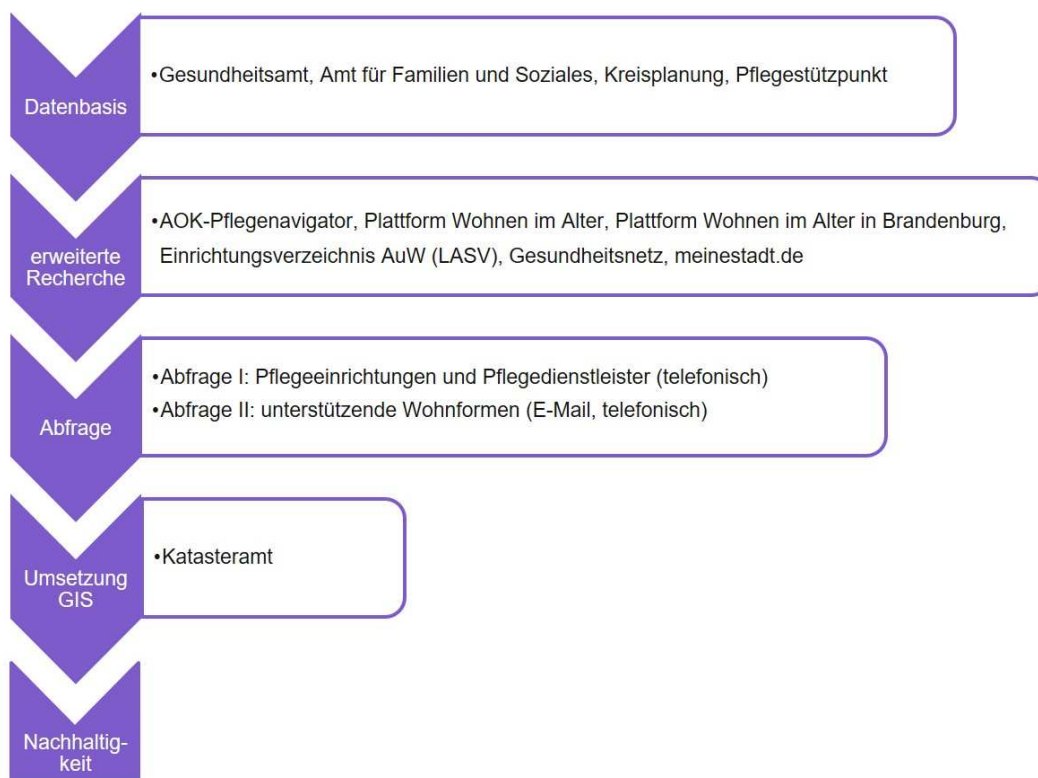 Datenbasis
•Gesundheitsamt, Amt für Familien und Soziales, Kreisplanung, Pflegestützpunkt
erweiterte
Recherche
•AOK-Pflegenavigator, Plattform Wohnen im Alter, Plattform Wohnen im Alter in Brandenburg,
Einrichtungsverzeichnis AuW (LASV), Gesundheitsnetz, meinestadt.de
Abfrage
•Abfrage I: Pflegeeinrichtungen und Pflegedienstleister (telefonisch)
•Abfrage II: unterstützende Wohnformen (E-Mail, telefonisch)
Umsetzung
GIS
•Katasteramt
Nachhaltig-
keit